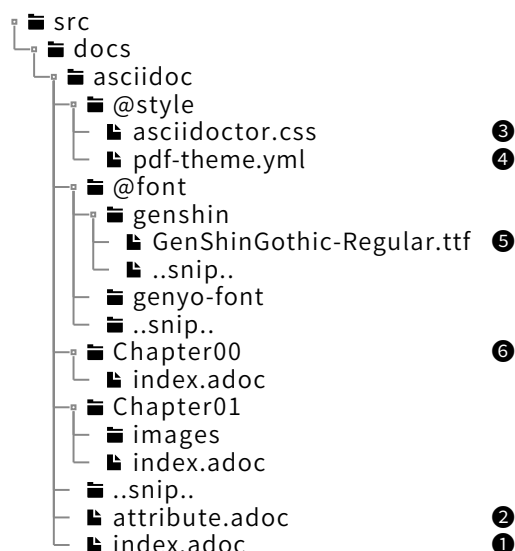 src
docs
asciidoc
@style
asciidoctor.css ❸
pdf-theme.yml ❹
@font
genshin
GenShinGothic-Regular.ttf ❺
..snip..
genyo-font
..snip..
Chapter00 ❻
index.adoc
Chapter01
images
index.adoc
..snip..
attribute.adoc ❷
index.adoc ❶